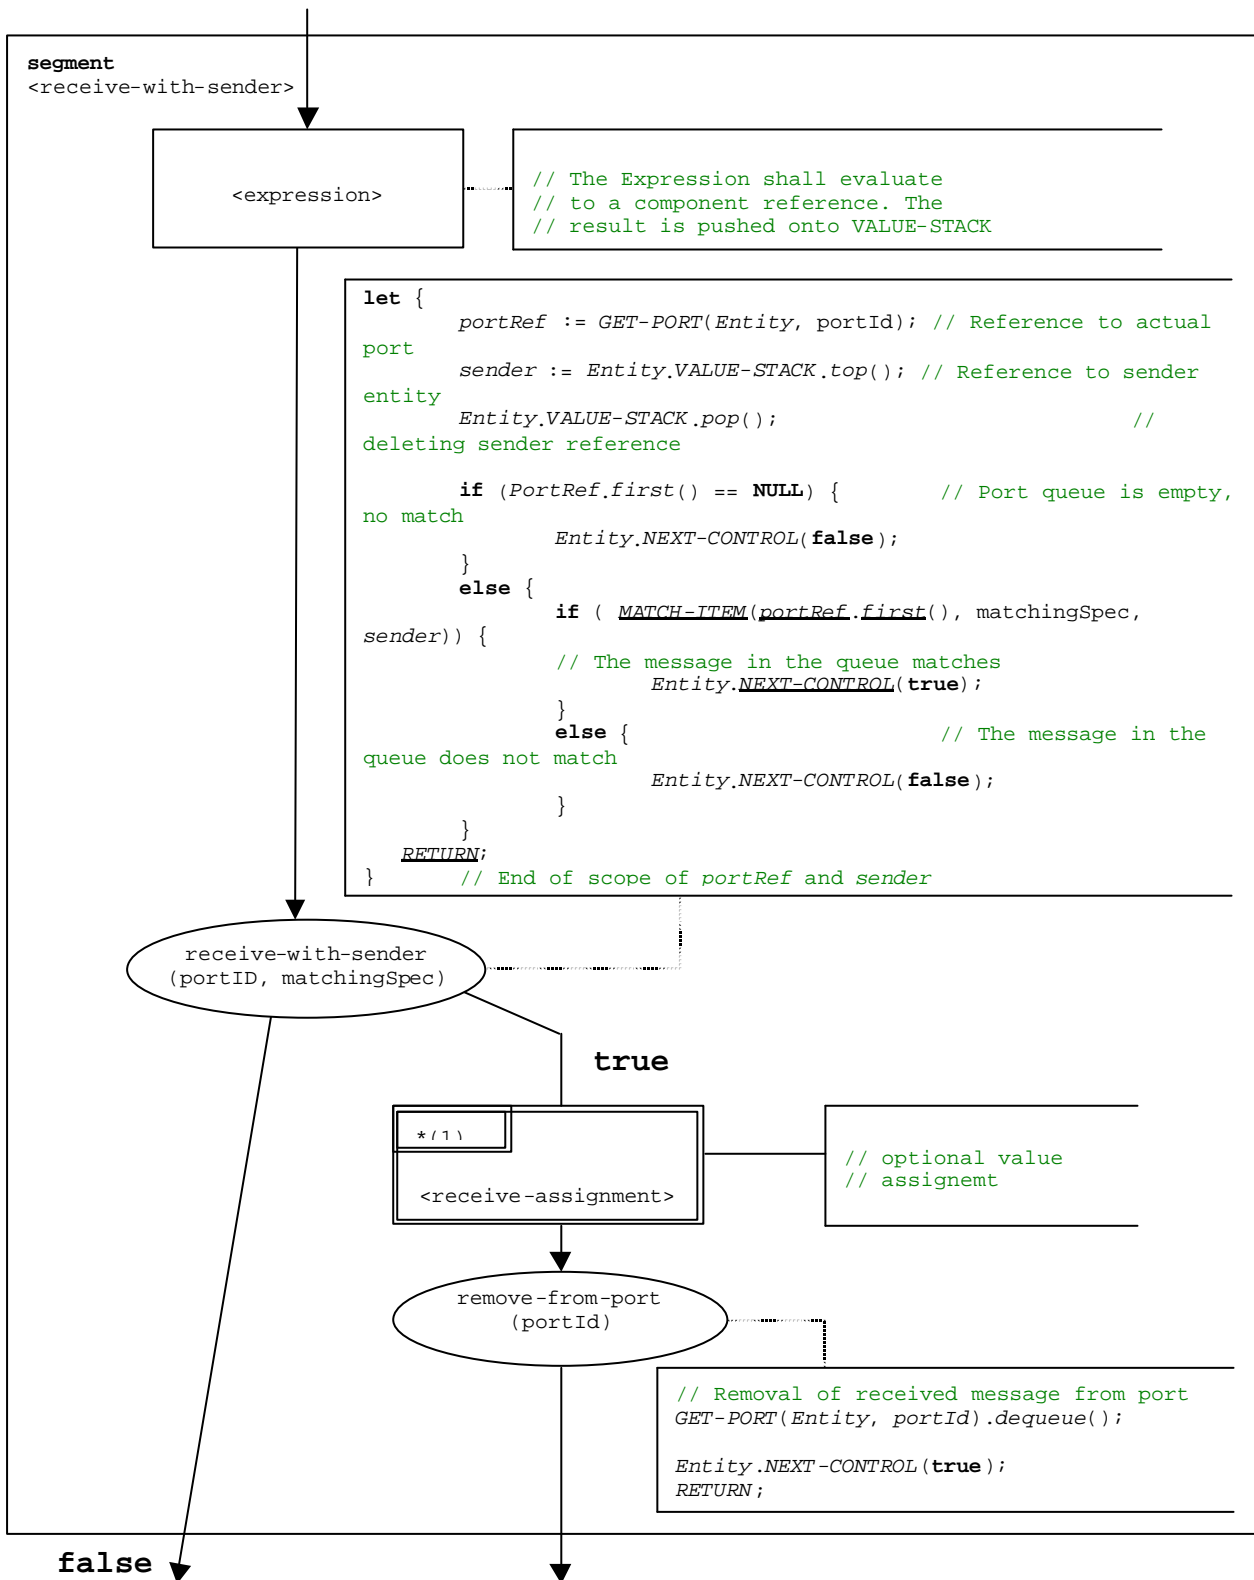 segment
<receive-with-sender>
<expression>
// The Expression shall evaluate
// to a component reference. The
// result is pushed onto VALUE-STACK
let {
portRef := GET-PORT(Entity, portId); // Reference to actual
port
sender := Entity.VALUE-STACK.top(); // Reference to sender
entity
Entity.VALUE-STACK.pop(); //
deleting sender reference
if (PortRef.first() == NULL) { // Port queue is empty,
no match
Entity.NEXT-CONTROL(false);
}
else {
if ( MATCH-ITEM(portRef.first(), matchingSpec,
sender)) {
// The message in the queue matches
Entity.NEXT-CONTROL(true);
}
else { // The message in the
queue does not match
Entity.NEXT-CONTROL(false);
}
}
RETURN;
} // End of scope of portRef and sender
receive-with-sender
(portID, matchingSpec)
true
*(1)
<receive-assignment>
// optional value
// assignemt
remove-from-port
(portId)
// Removal of received message from port
GET-PORT(Entity, portId).dequeue();
Entity.NEXT-CONTROL(true);
RETURN;
false